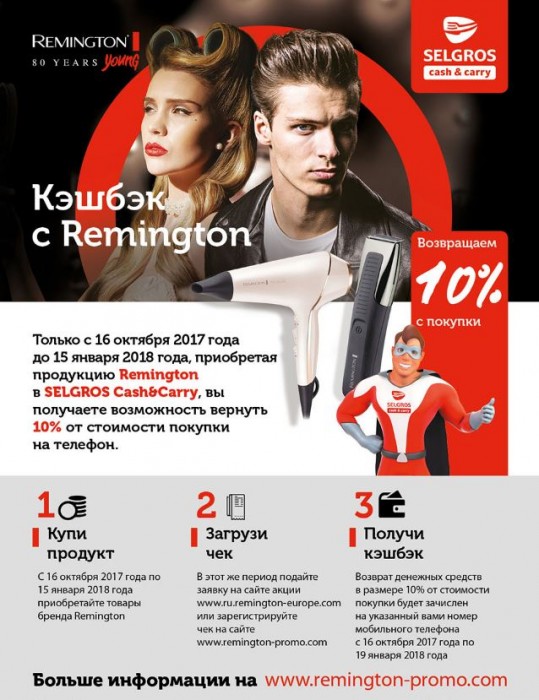 REMINGTON
80 YEARS Young
SELGROS
cash & carry
Кэшбэк
с Remington
Возвращаем
10%
с покупки
Только с 16 октября 2017 года
до 15 января 2018 года, приобретая
продукцию Remington
в SELGROS Cash&Carry, вы
получаете возможность вернуть
10% от стоимости покупки
на телефон.
SELGROS
cash & carry
1
Купи
продукт
С 16 октября 2017 года по
15 января 2018 года
приобретайте товары
бренда Remington
2
Загрузи
чек
В этот же период подайте
заявку на сайте акции
www.ru.remington-europe.com
или зарегистрируйте
чек на сайте
www.remington-promo.com
3
Получи
кэшбэк
Возврат денежных средств
в размере 10% от стоимости
покупки будет зачислен
на указанный вами номер
мобильного телефона
с 16 октября 2017 года по
19 января 2018 года
Больше информации на www.remington-promo.com